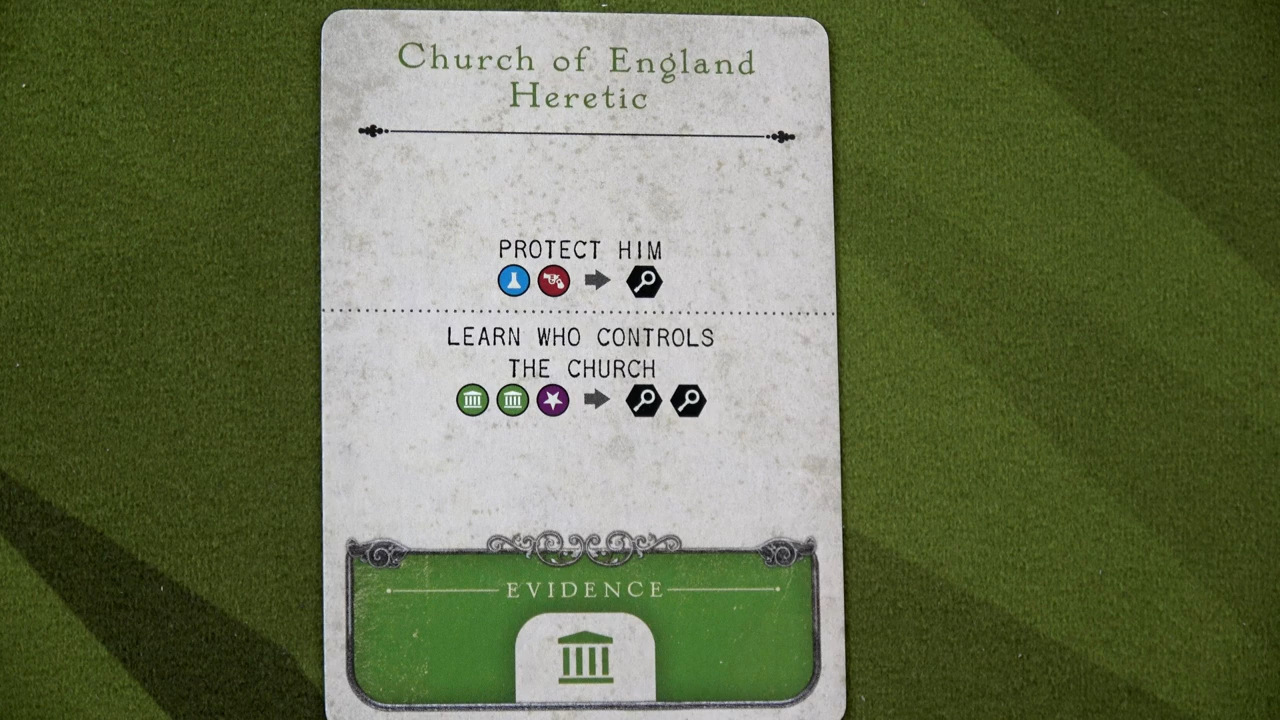 Church of England
Heretic
PROTECT HIM
LEARN WHO CONTROLS
THE CHURCH
EVIDENCE